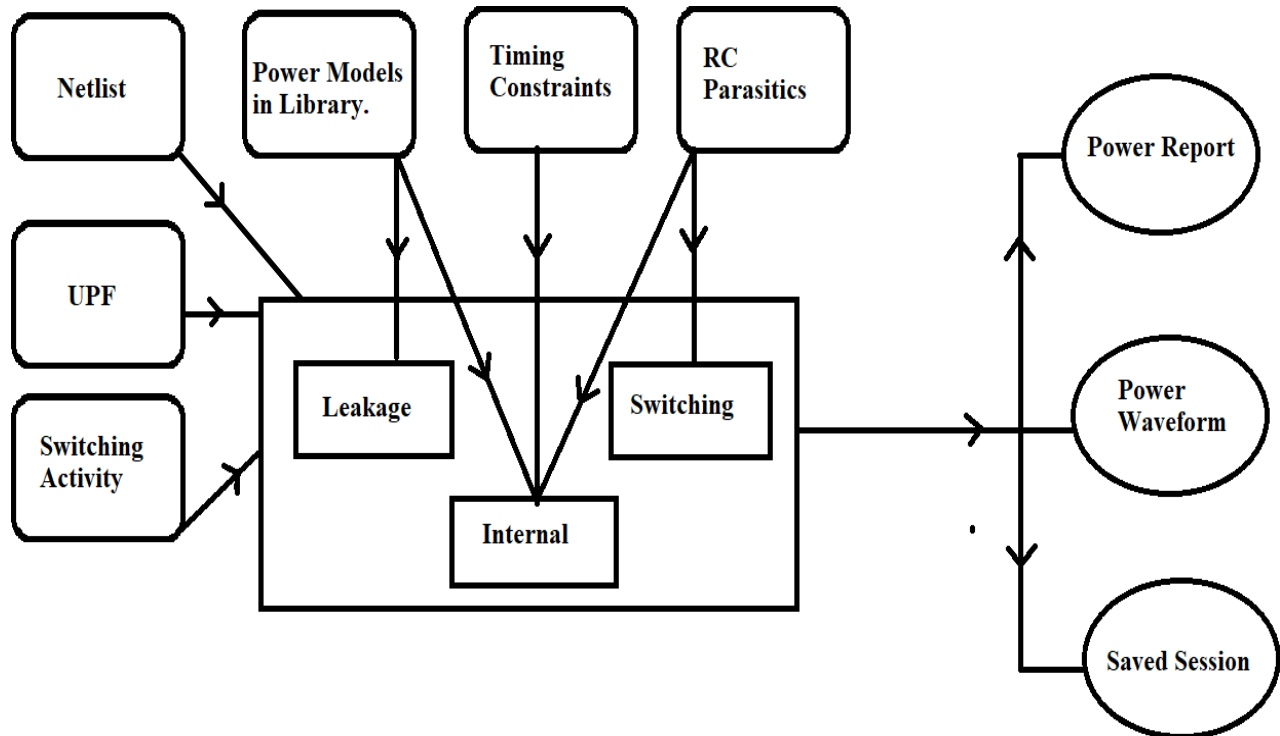 Netlist
Power Models
in Library.
Timing
Constraints
RC
Parasitics
UPF
Switching
Activity
Leakage
Switching
Internal
Power Report
Power
Waveform
Saved Session